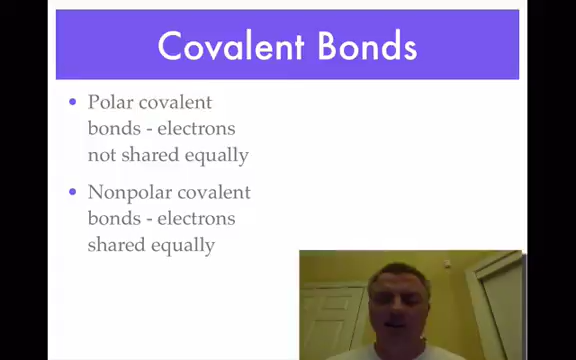 Covalent Bonds
• Polar covalent
bonds - electrons
not shared equally
• Nonpolar covalent
bonds - electrons
shared equally